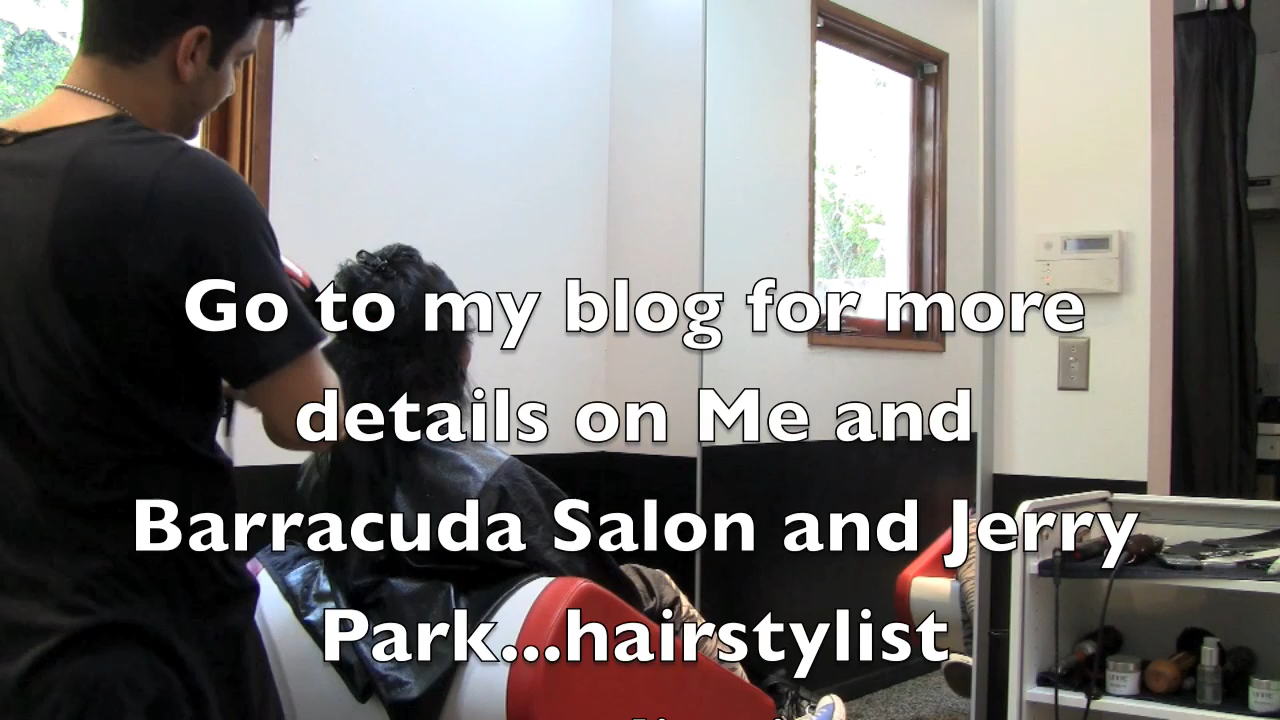 Go to my blog for more
details on Me and
Barracuda Salon and Jerry
Park...hairstylist